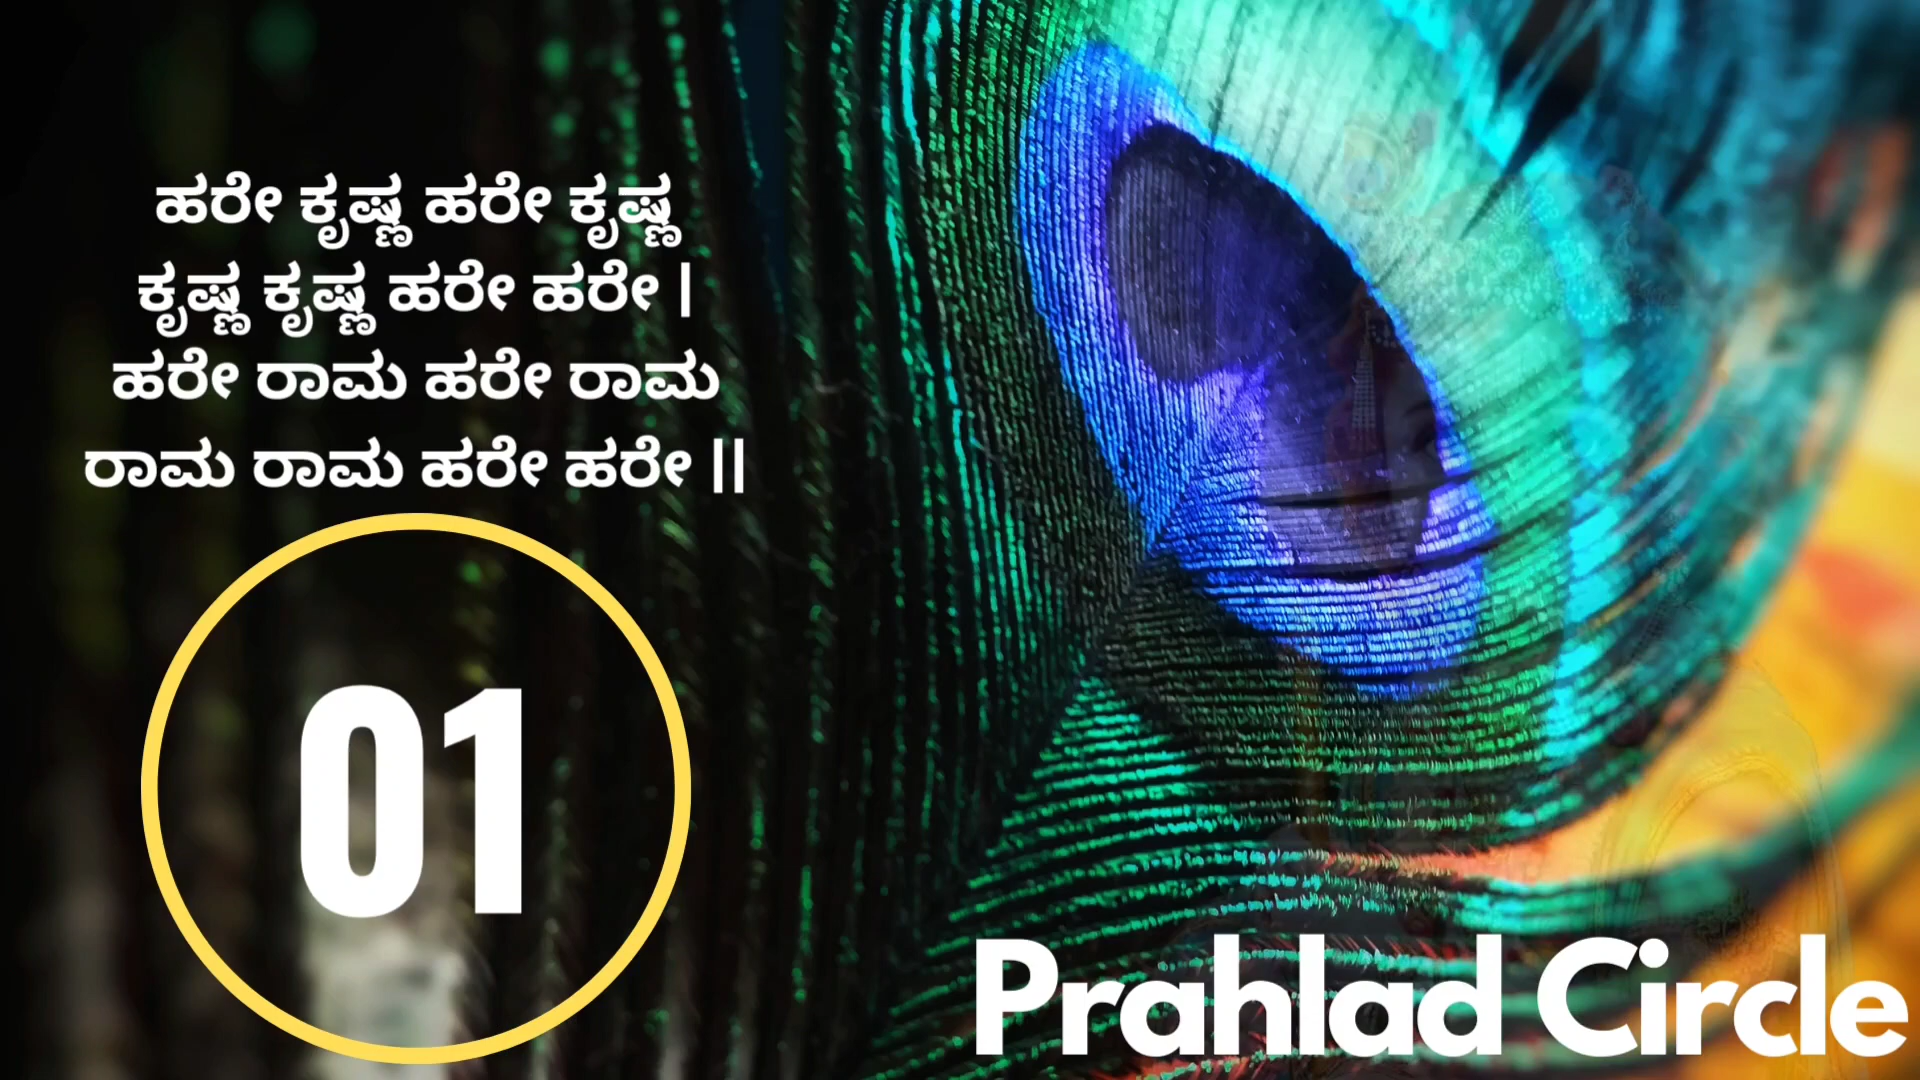 ಹರೇ ಕೃಷ್ಣ ಹರೇ ಕೃಷ್ಣ
ಕೃಷ್ಣ ಕೃಷ್ಣ ಹರೇ ಹರೇ |
ಹರೇ ರಾಮ ಹರೇ ರಾಮ
ರಾಮ ರಾಮ ಹರೇ ಹರೇ ||
01
Prahlad Circle